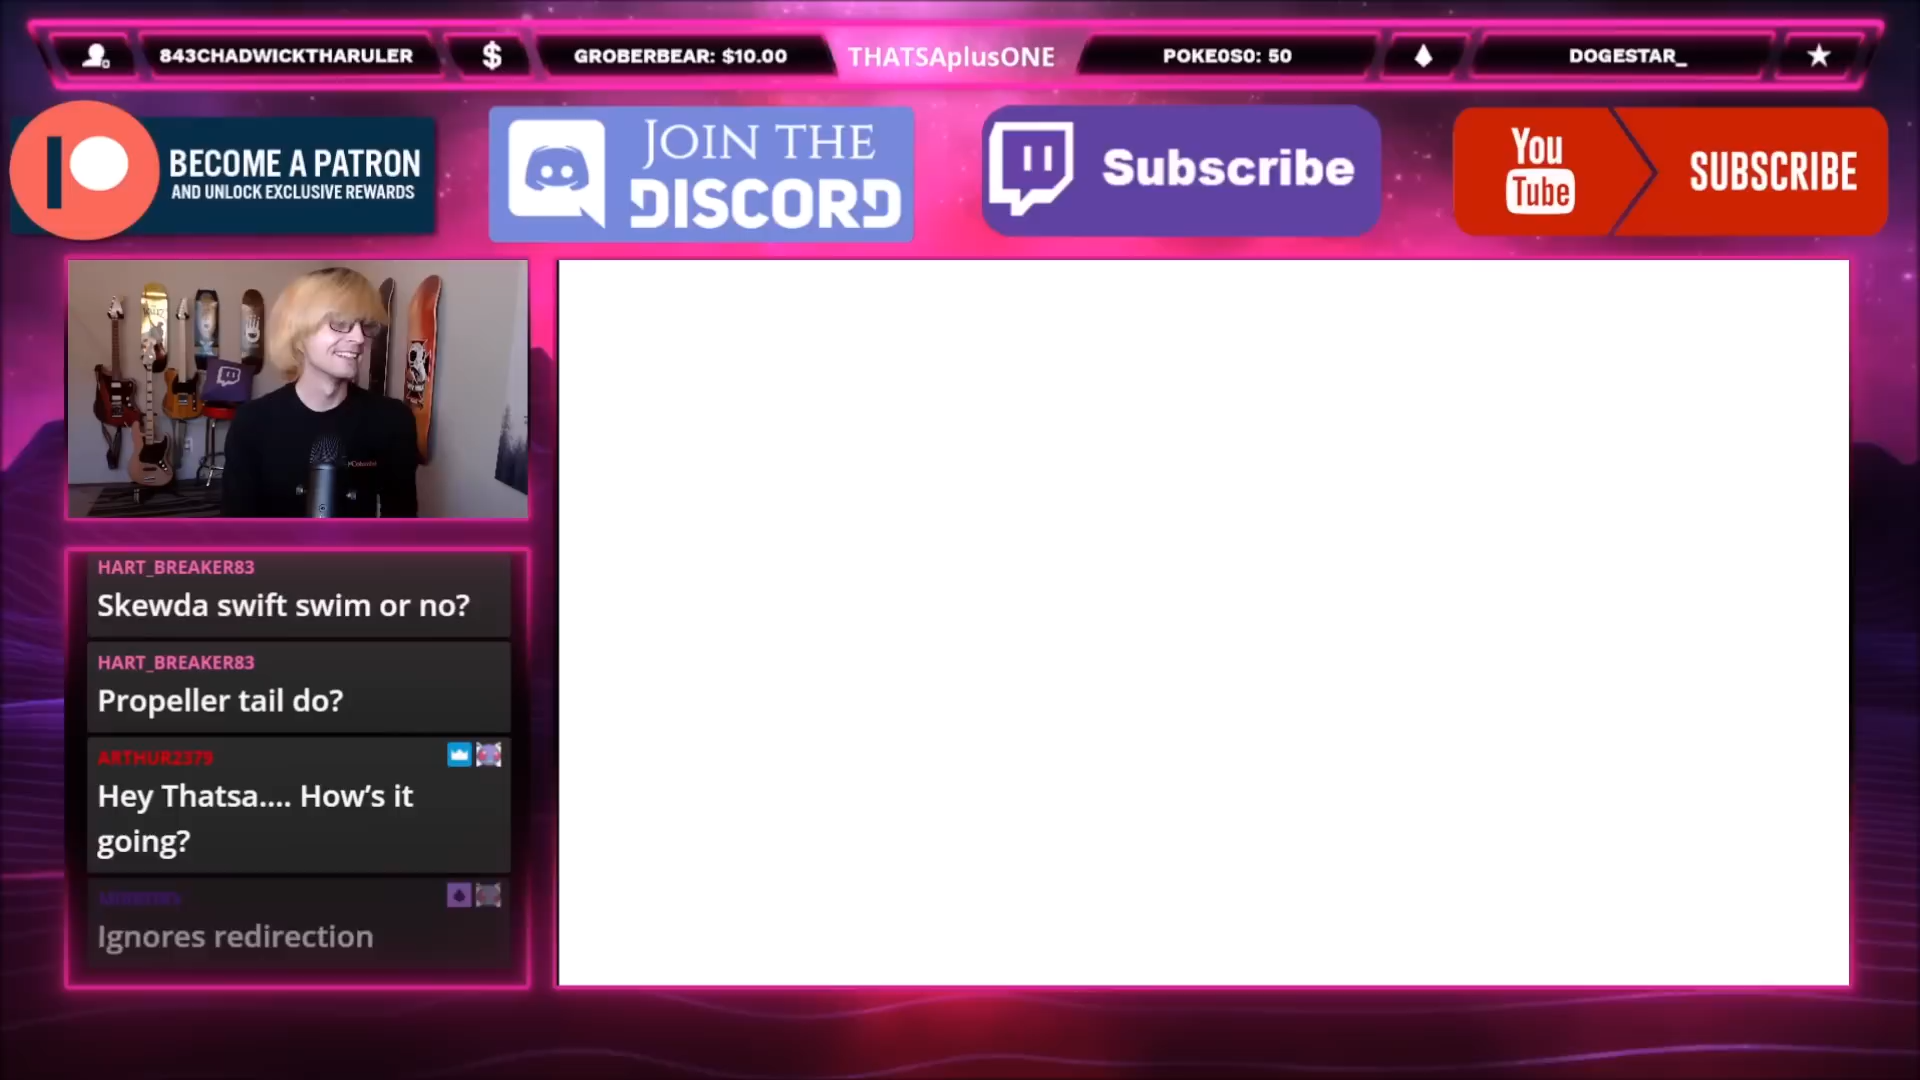 843CHADWICKTHARULER
$
GROBERBEAR: $10.00
THATSAplusONE
POKE0S0: 50
DOGESTAR_
BECOME A PATRON
AND UNLOCK EXCLUSIVE REWARDS
JOIN THE
DISCORD
Subscribe
You
Tube
SUBSCRIBE
HART_BREAKER83
Skewda swift swim or no?
HART_BREAKER83
Propeller tail do?
ARTHUR2379
Hey Thatsa.... How’s it
going?
Ignores redirection